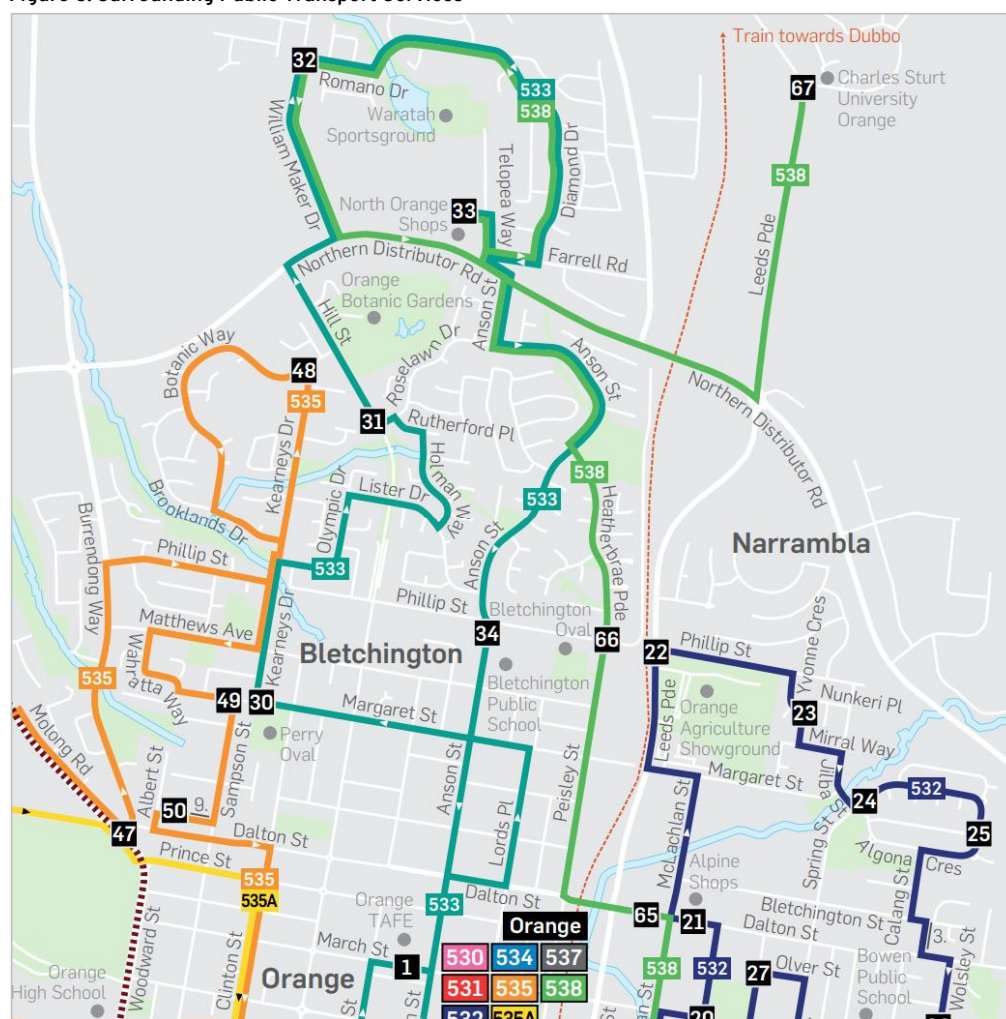 Train towards Dubbo
32
67
Charles Sturt
University
Orange
Romano Dr
533
538
Waratah
Sportsground
William Maker Dr
Telopea Way
Diamond Dr
538
Leeds Pde
North Orange
Shops
33
Northern Distributor Rd
Farrell Rd
Orange
Botanic Gardens
Hill St
Anson St
Anson St
Roselawn Dr
Botanic Way
48
535
31
Rutherford Pl
Northern Distributor Rd
Kearneys Dr
Holman Way
538
Olympic Dr
Lister Dr
533
Heatherbrae Pde
Brooklands Dr
Burrendong Way
Anson St
Narrambla
Phillip St
533
Phillip St
Bletchington
Oval
Matthews Ave
Kearneys Dr
Bletchington
34
66
22
Phillip St
Yvonne Cres
Wahratta Way
535
Bletchington
Public
School
Leeds Pde
Orange
Agriculture
Showground
Nunkeri Pl
49
30
23
Margaret St
Mirral Way
Molong Rd
Perry
Oval
Margaret St
Jilba St
Albert St
Sampson St
Anson St
Peisley St
24
532
50
9.
Lords Pl
McLachlan St
Spring St
25
47
Dalton St
Algona Cres
Prince St
Alpine
Shops
535
535A
Dalton St
Calang St
Orange
TAFE
533
65
21
Bletchington St
Dalton St
3.
Orange
March St
1
530
534
537
538
532
27
Olver St
Bowen
Public
School
Wolsley St
Woodward St
Clinton St
Orange
531
535
538
Orange
High School
532
535A